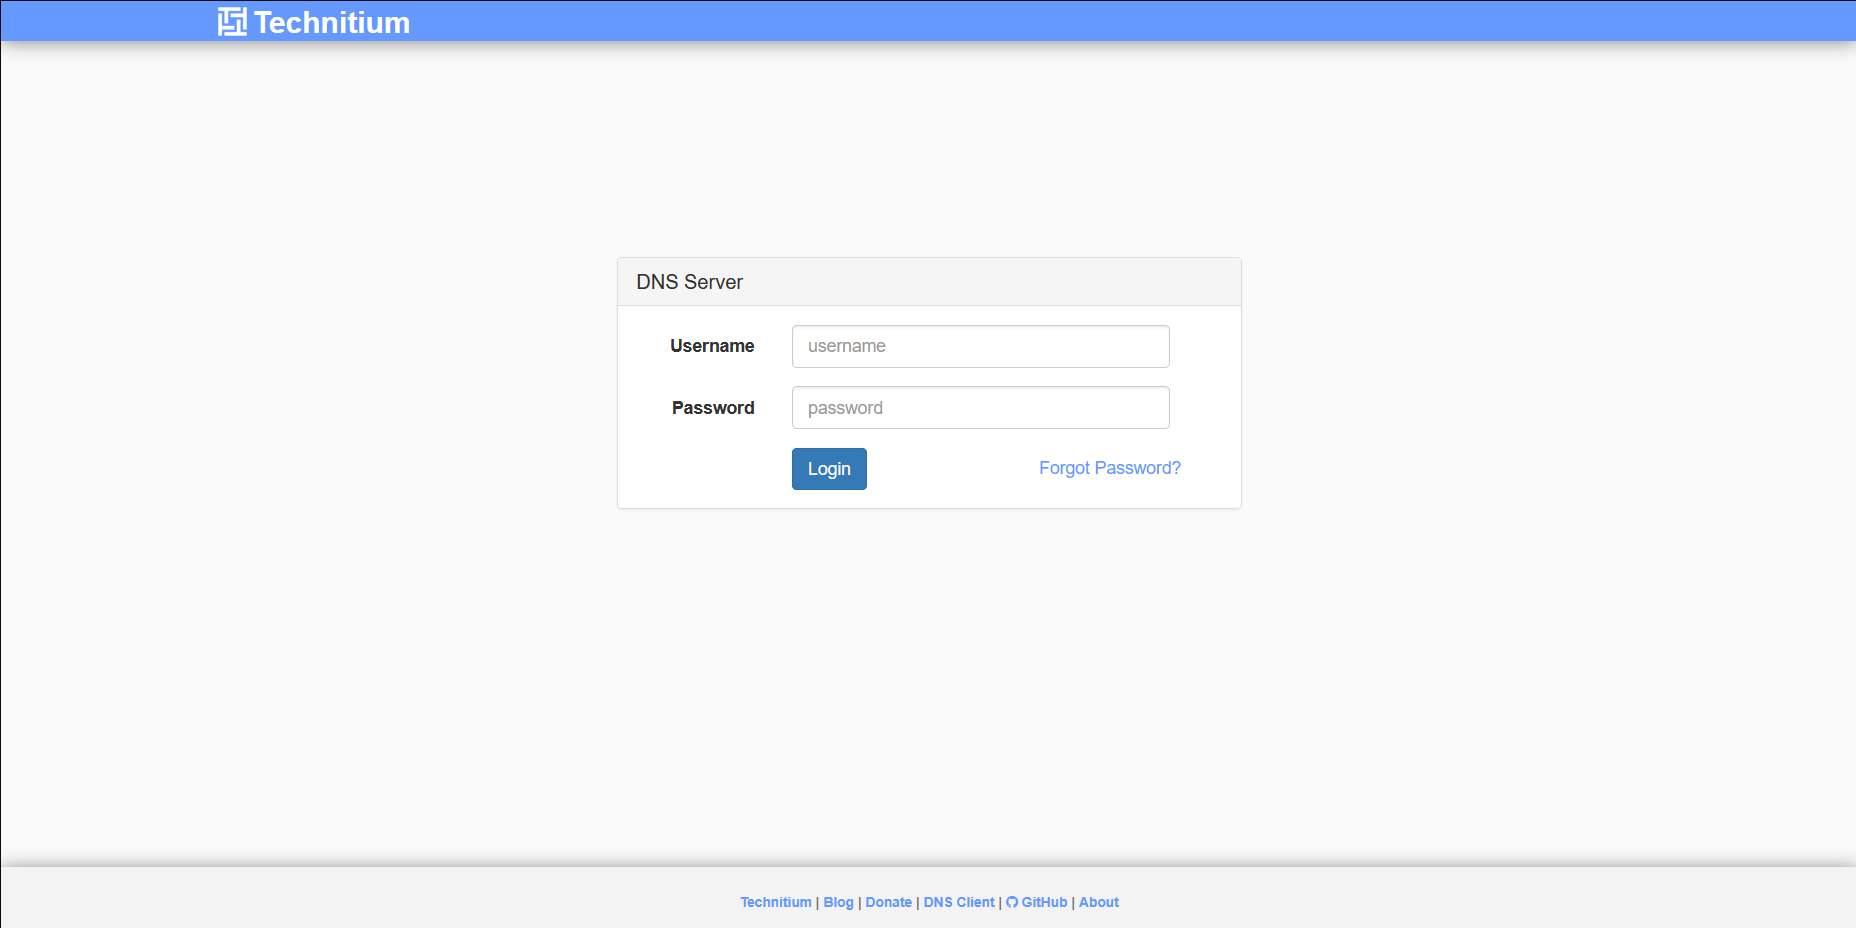 Technitium
DNS Server
Username username
Password password
Login Forgot Password?
Technitium | Blog | Donate | DNS Client | GitHub | About